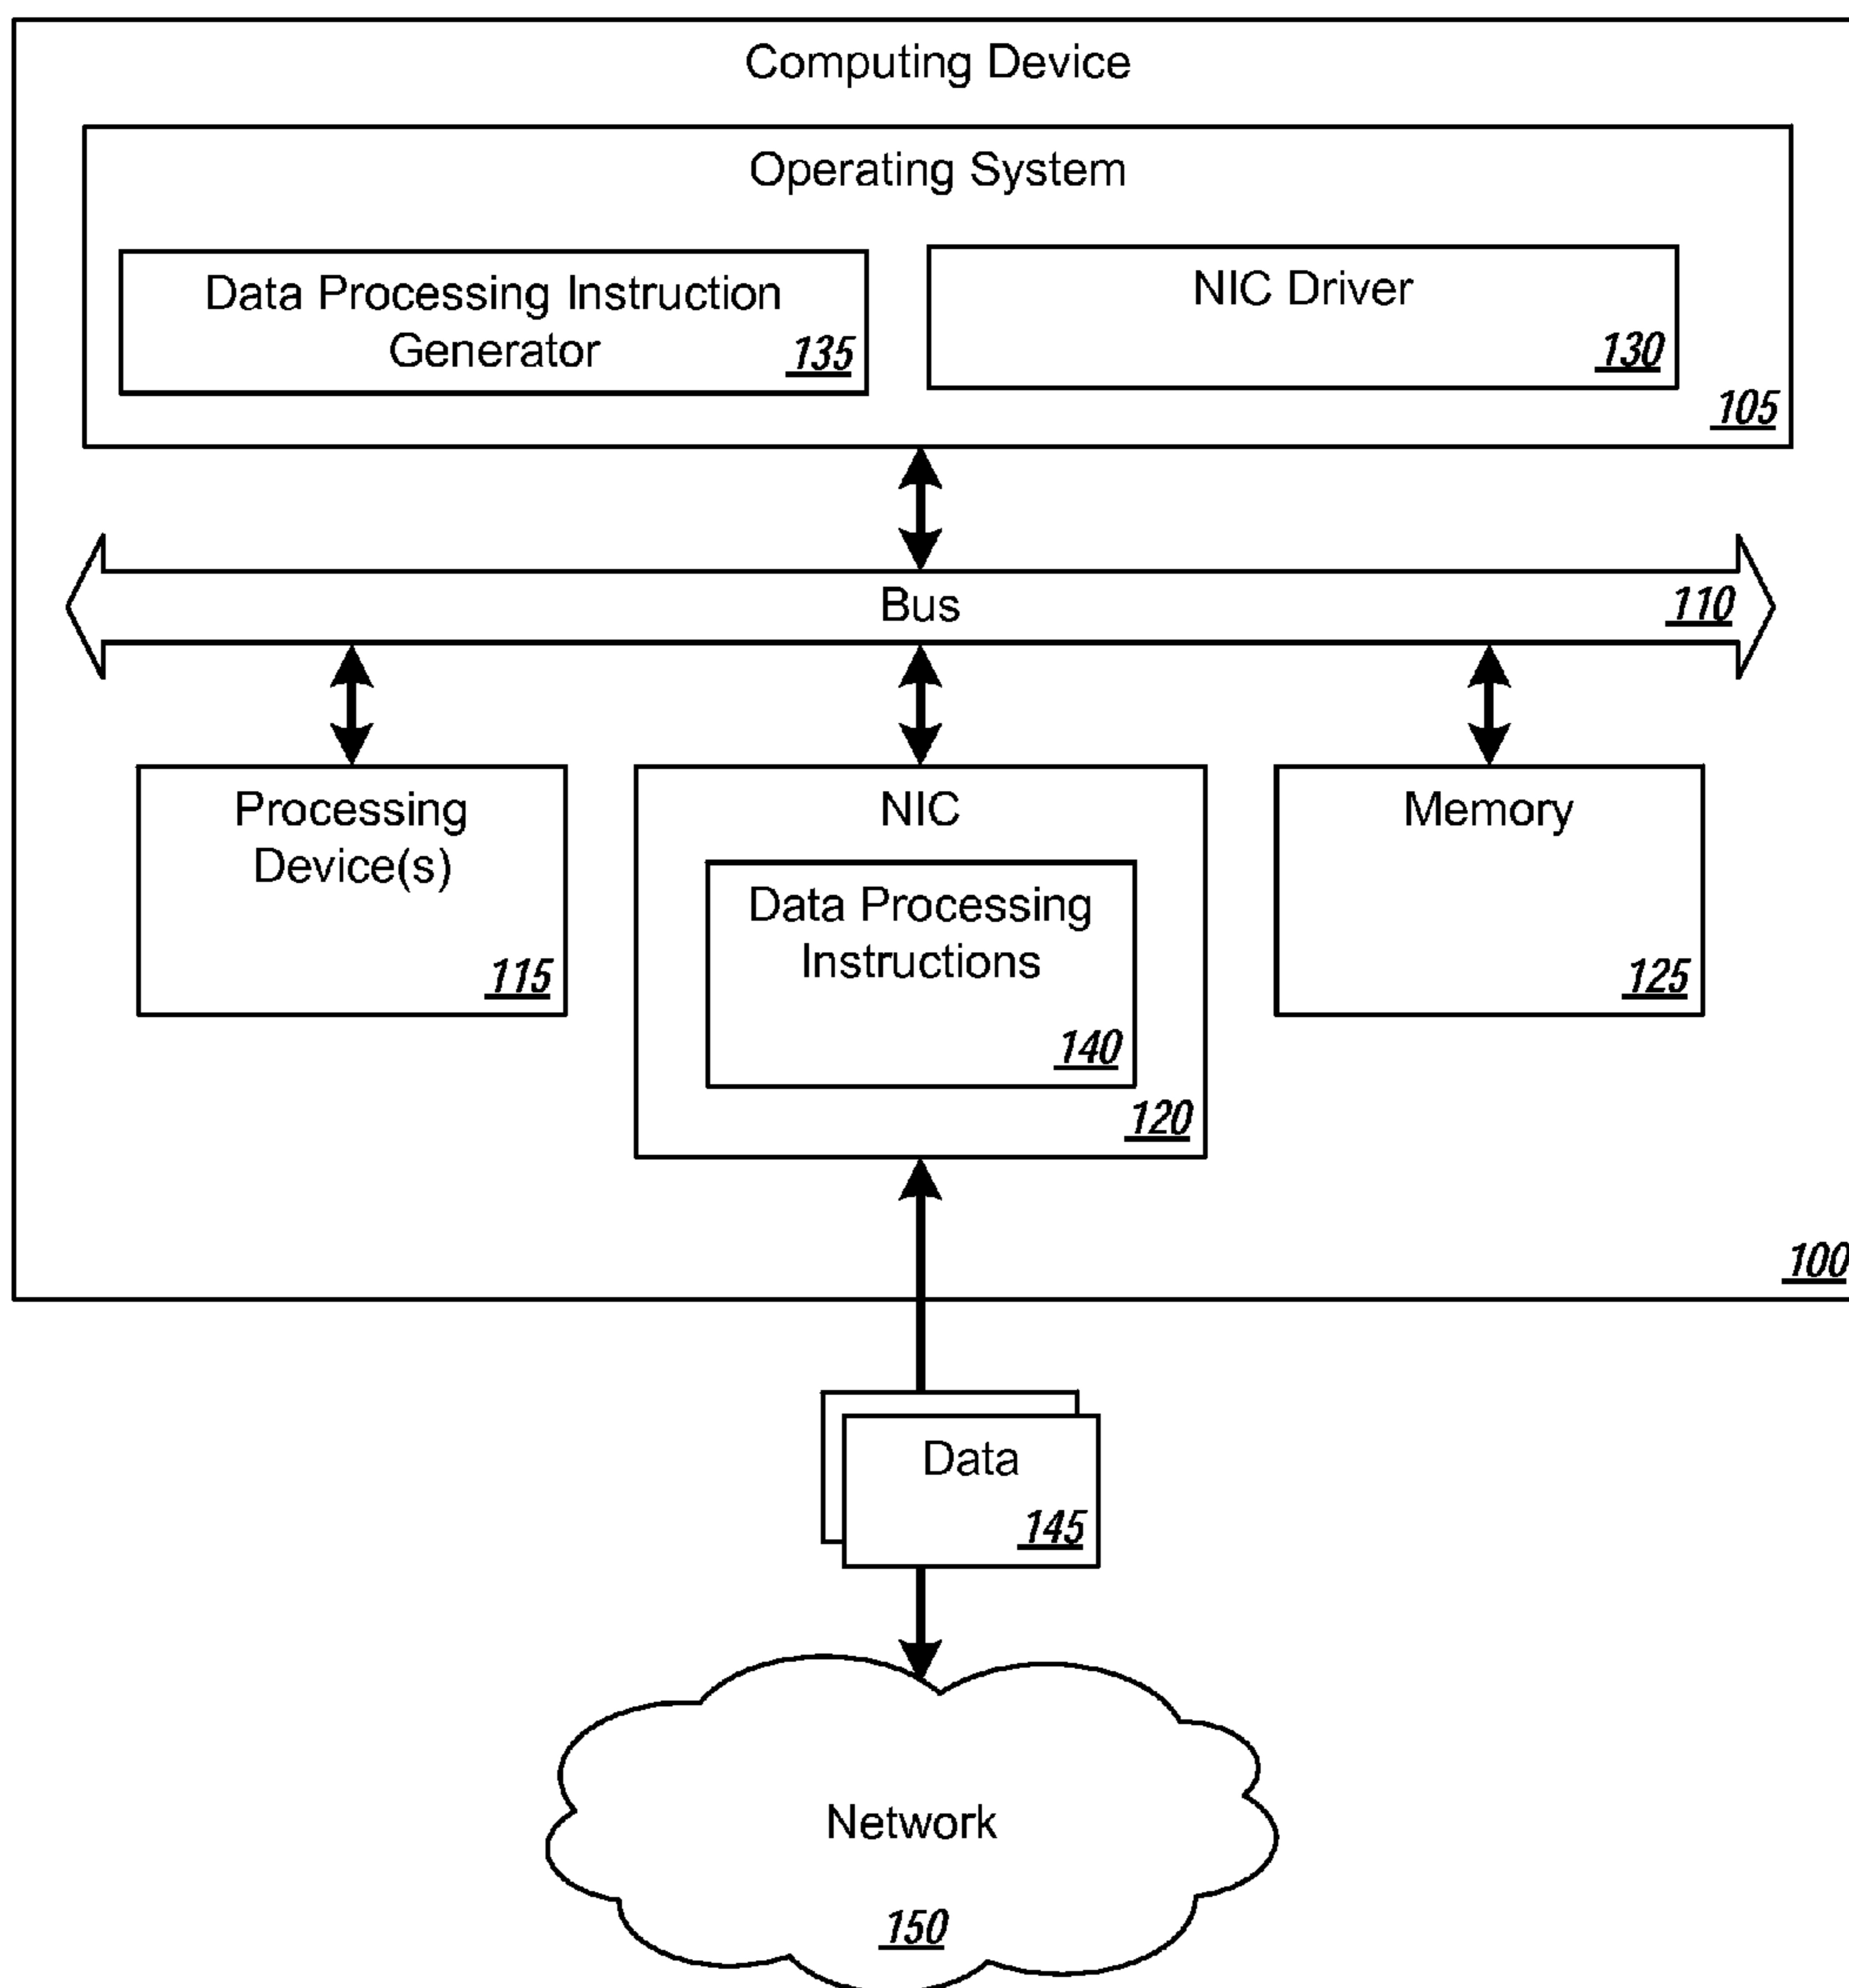 Computing Device
Operating System
Data Processing Instruction
Generator
135
NIC Driver
130
105
Bus
110
Processing
Device(s)
115
NIC
Data Processing
Instructions
140
120
Memory
125
100
Data
145
Network
150